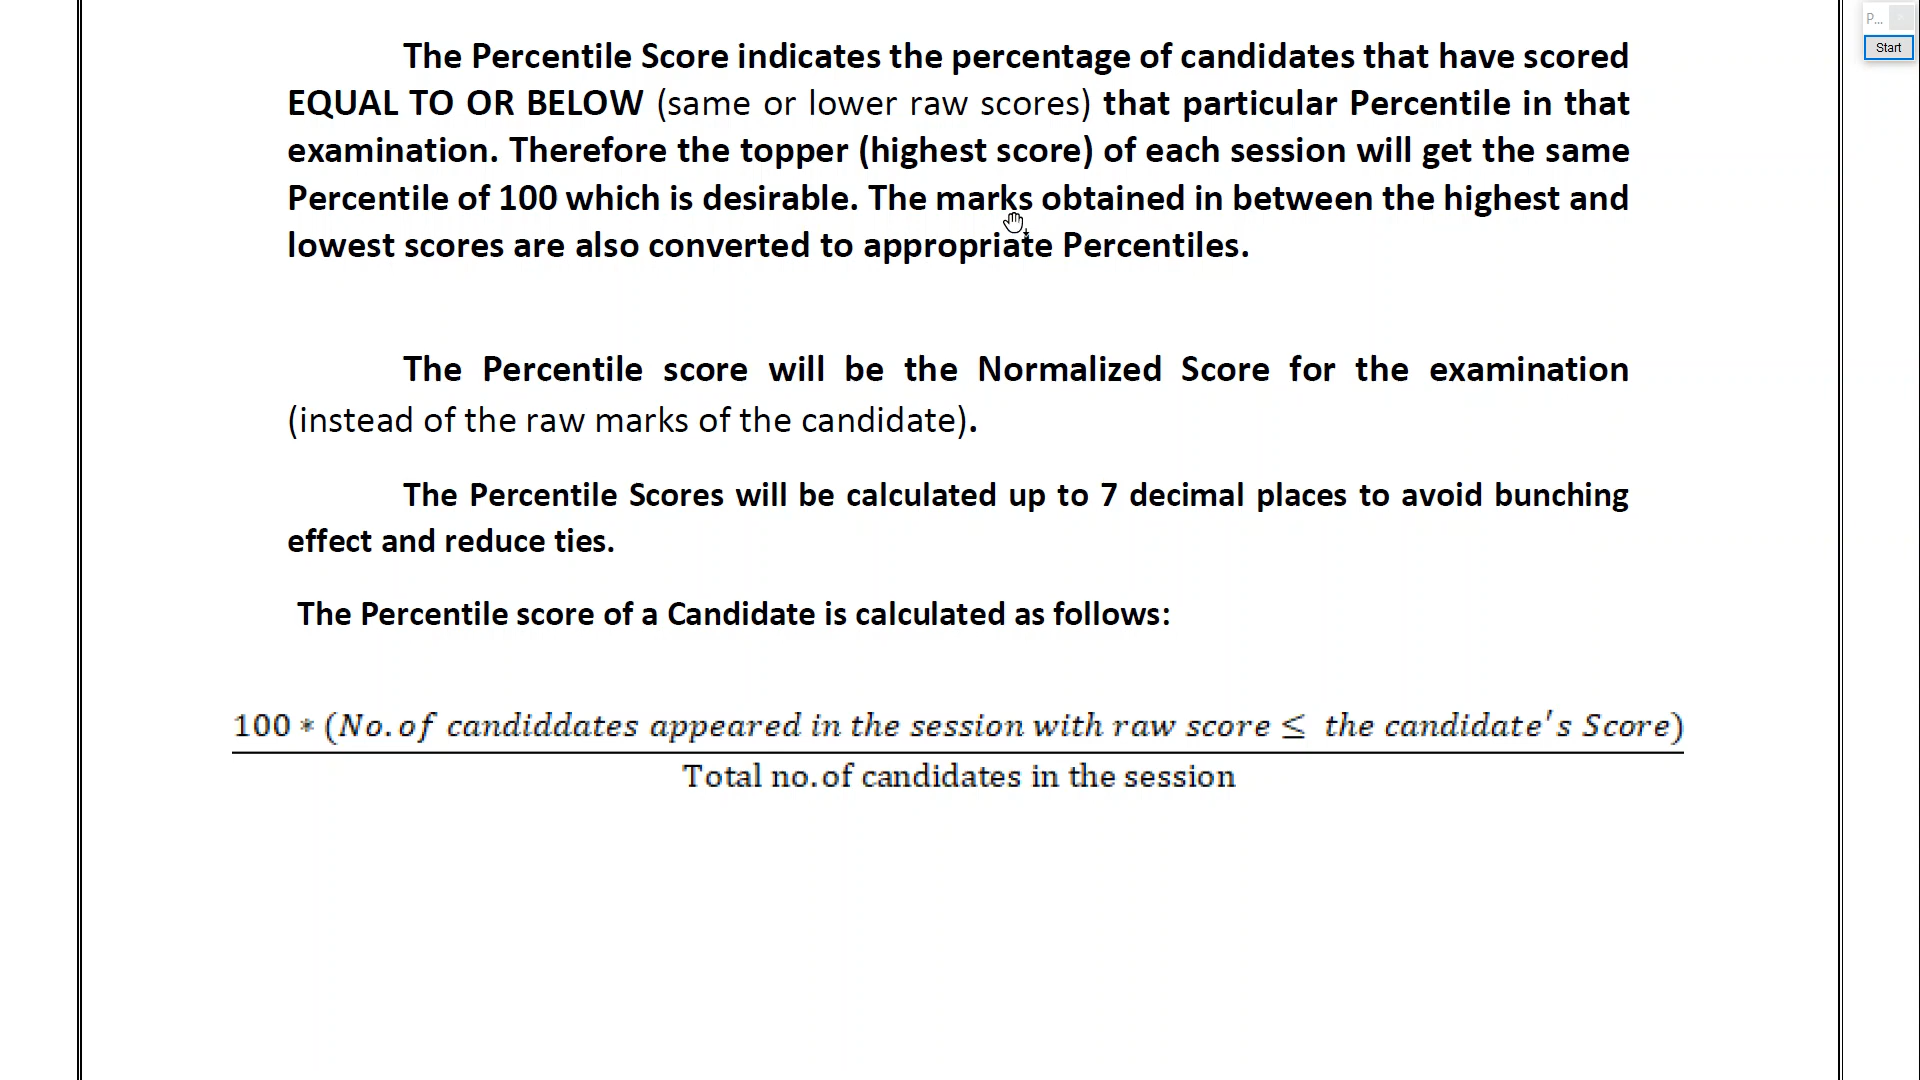 The Percentile Score indicates the percentage of candidates that have scored
EQUAL TO OR BELOW (same or lower raw scores) that particular Percentile in that
examination. Therefore the topper (highest score) of each session will get the same
Percentile of 100 which is desirable. The marks obtained in between the highest and
lowest scores are also converted to appropriate Percentiles.
The Percentile score will be the Normalized Score for the examination
(instead of the raw marks of the candidate).
The Percentile Scores will be calculated up to 7 decimal places to avoid bunching
effect and reduce ties.
The Percentile score of a Candidate is calculated as follows:
100 * (No. of candiddates appeared in the session with raw score ≤ the candidate's Score)
Total no. of candidates in the session
P...
Start